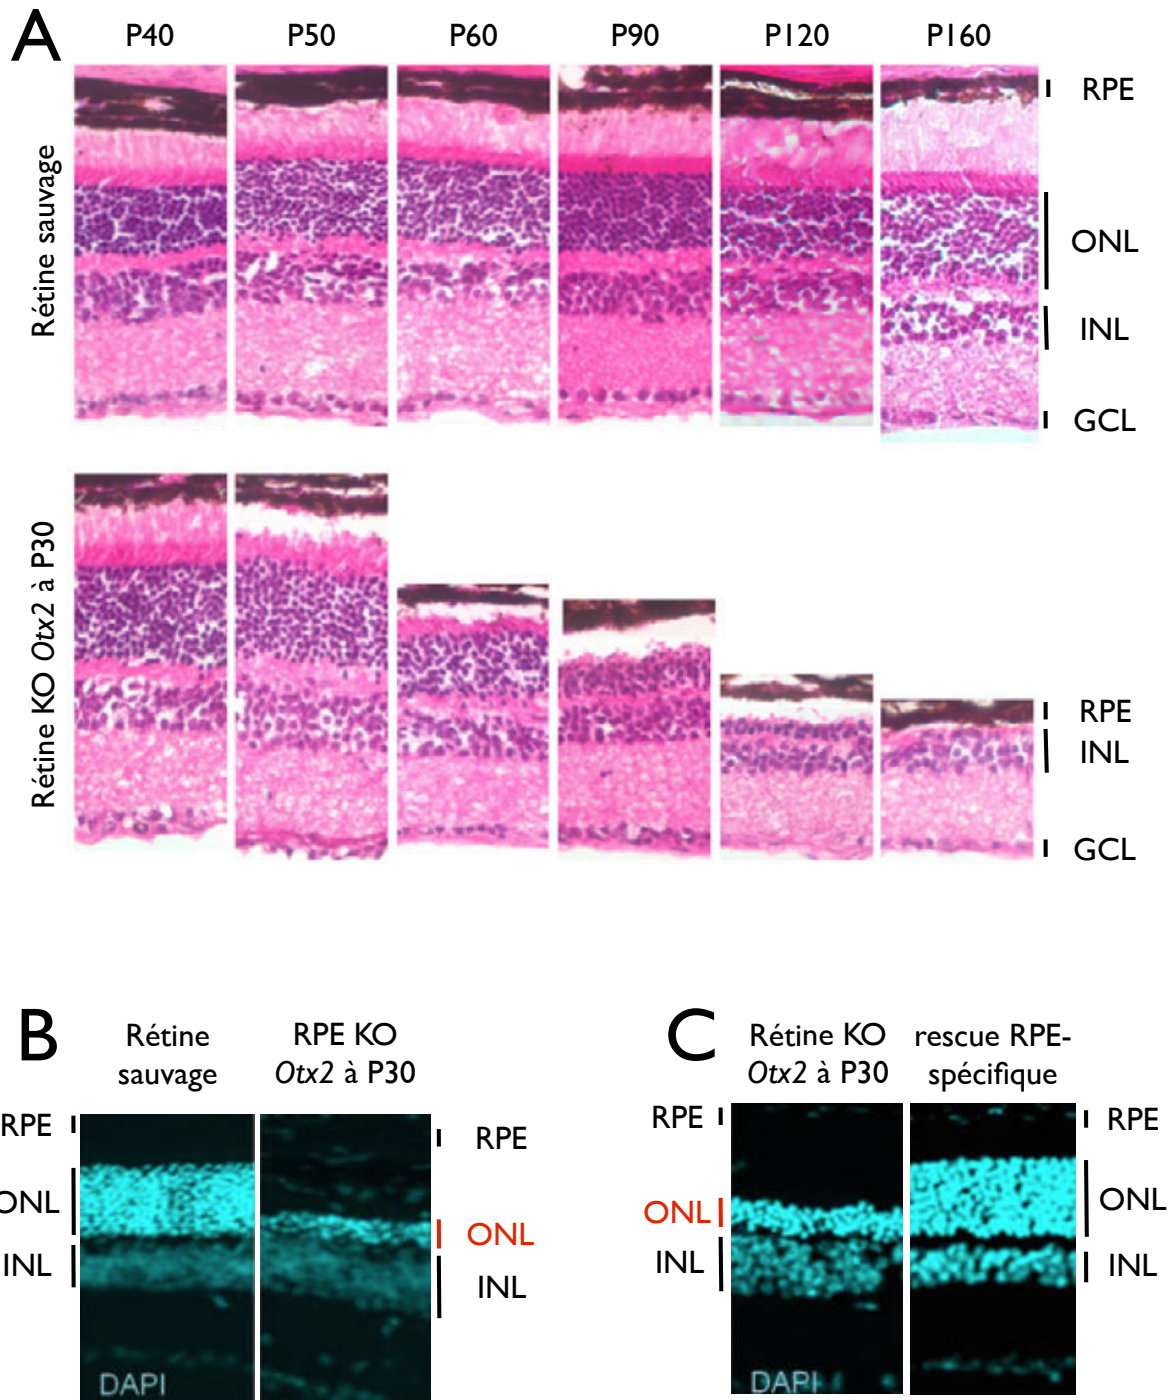 A
P40 P50 P60 P90 P120 P160
Rétine sauvage
RPE
ONL
INL
GCL
Rétine KO Otx2 à P30
RPE
INL
GCL
B
Rétine
sauvage
RPE KO
Otx2 à P30
RPE
ONL
INL
RPE
ONL
INL
DAPI
C
Rétine KO
Otx2 à P30
rescue RPE-
spécifique
RPE
ONL
INL
RPE
ONL
INL
DAPI